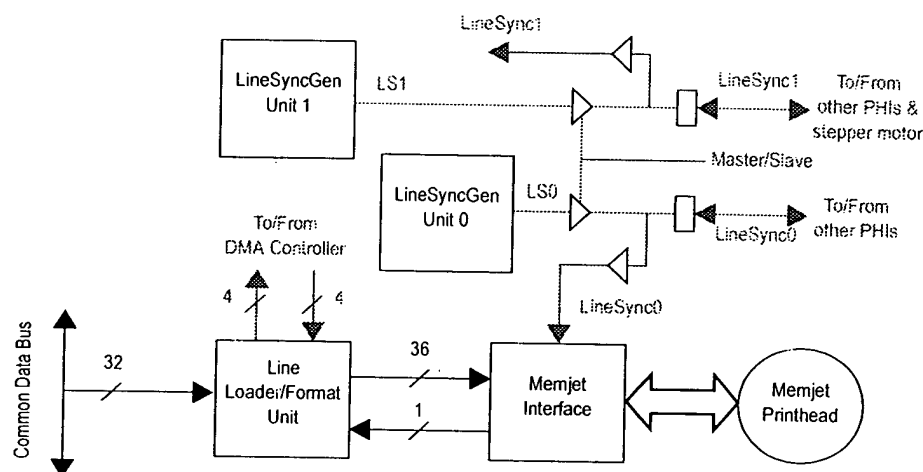 LineSync1
LineSyncGen
Unit 1
LS1
LineSync1
To/From
other PHIs &
stepper motor
Master/Slave
LineSyncGen
Unit 0
LS0
LineSync0
To/From
other PHIs
To/From
DMA Controller
4
4
LineSync0
Common Data Bus
32
Line
Loader/Format
Unit
36
1
Memjet
Interface
Memjet
Printhead